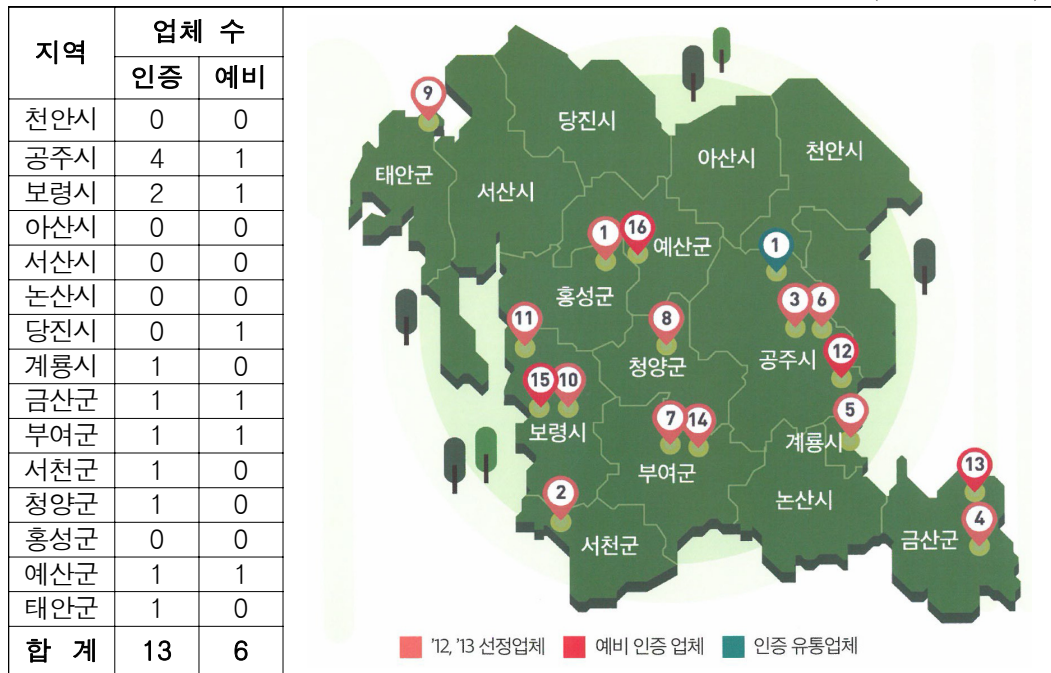 지역 업체 수
인증 예비
천안시 0 0
공주시 4 1
보령시 2 1
아산시 0 0
서산시 0 0
논산시 0 0
당진시 0 1
계룡시 1 0
금산군 1 1
부여군 1 1
서천군 1 0
청양군 1 0
홍성군 0 0
예산군 1 1
태안군 1 0
합 계 13 6
9
당진시
아산시
천안시
태안군
서산시
1
16
예산군
1
홍성군
3
6
11
8
청양군
공주시
12
15
10
보령시
7
14
5
계룡시
부여군
13
2
논산시
4
서천군
금산군
'12, '13 선정업체
예비 인증 업체
인증 유통업체